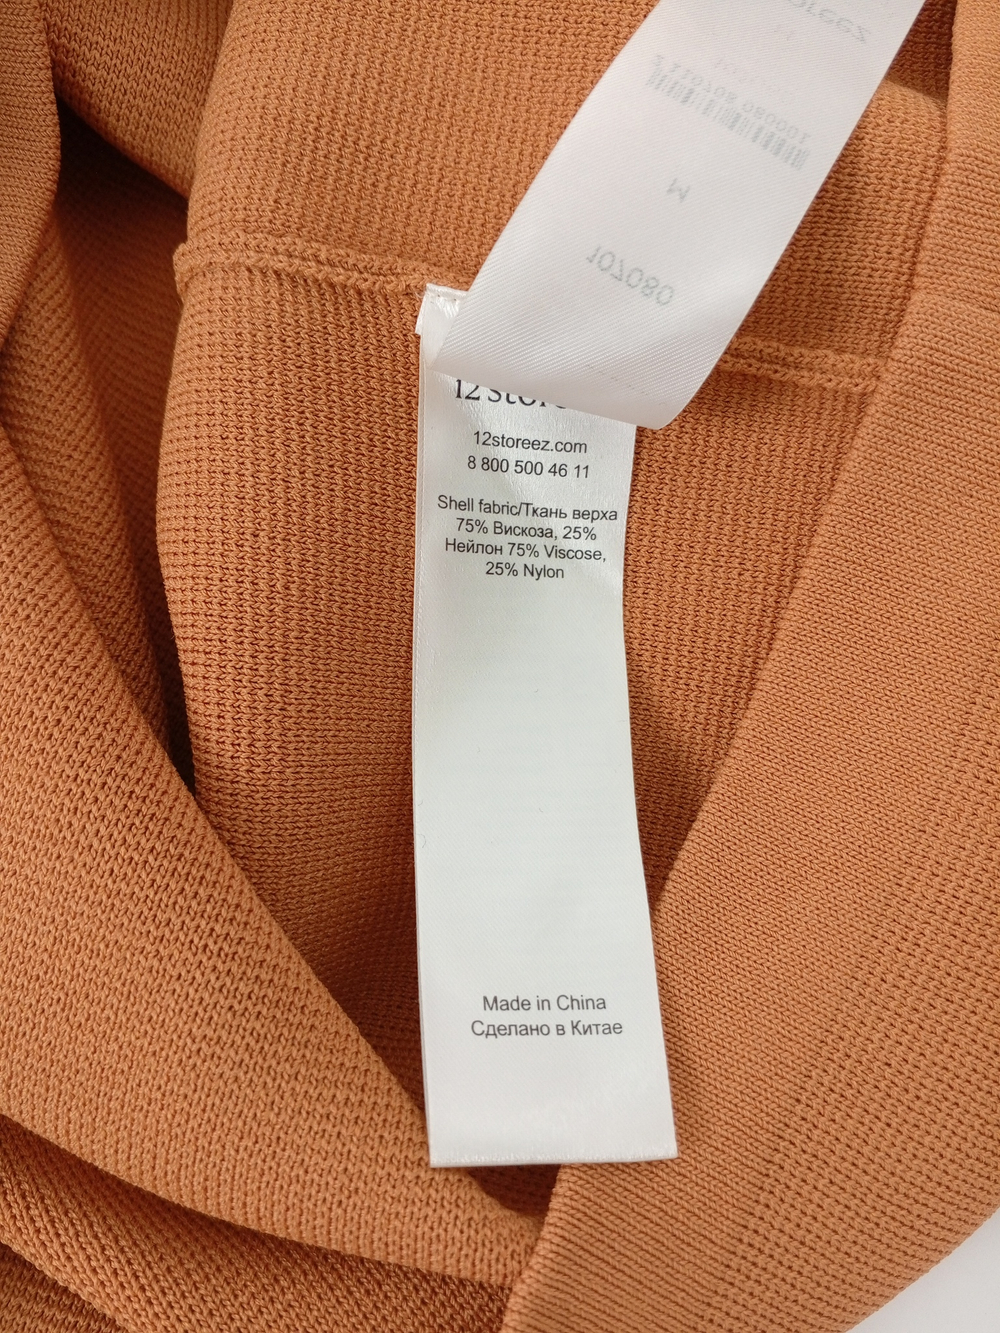 M
107080
12storeez.com
8 800 500 46 11
Shell fabric/Ткань верха
75% Вискоза, 25%
Нейлон 75% Viscose,
25% Nylon
Made in China
Сделано в Китае